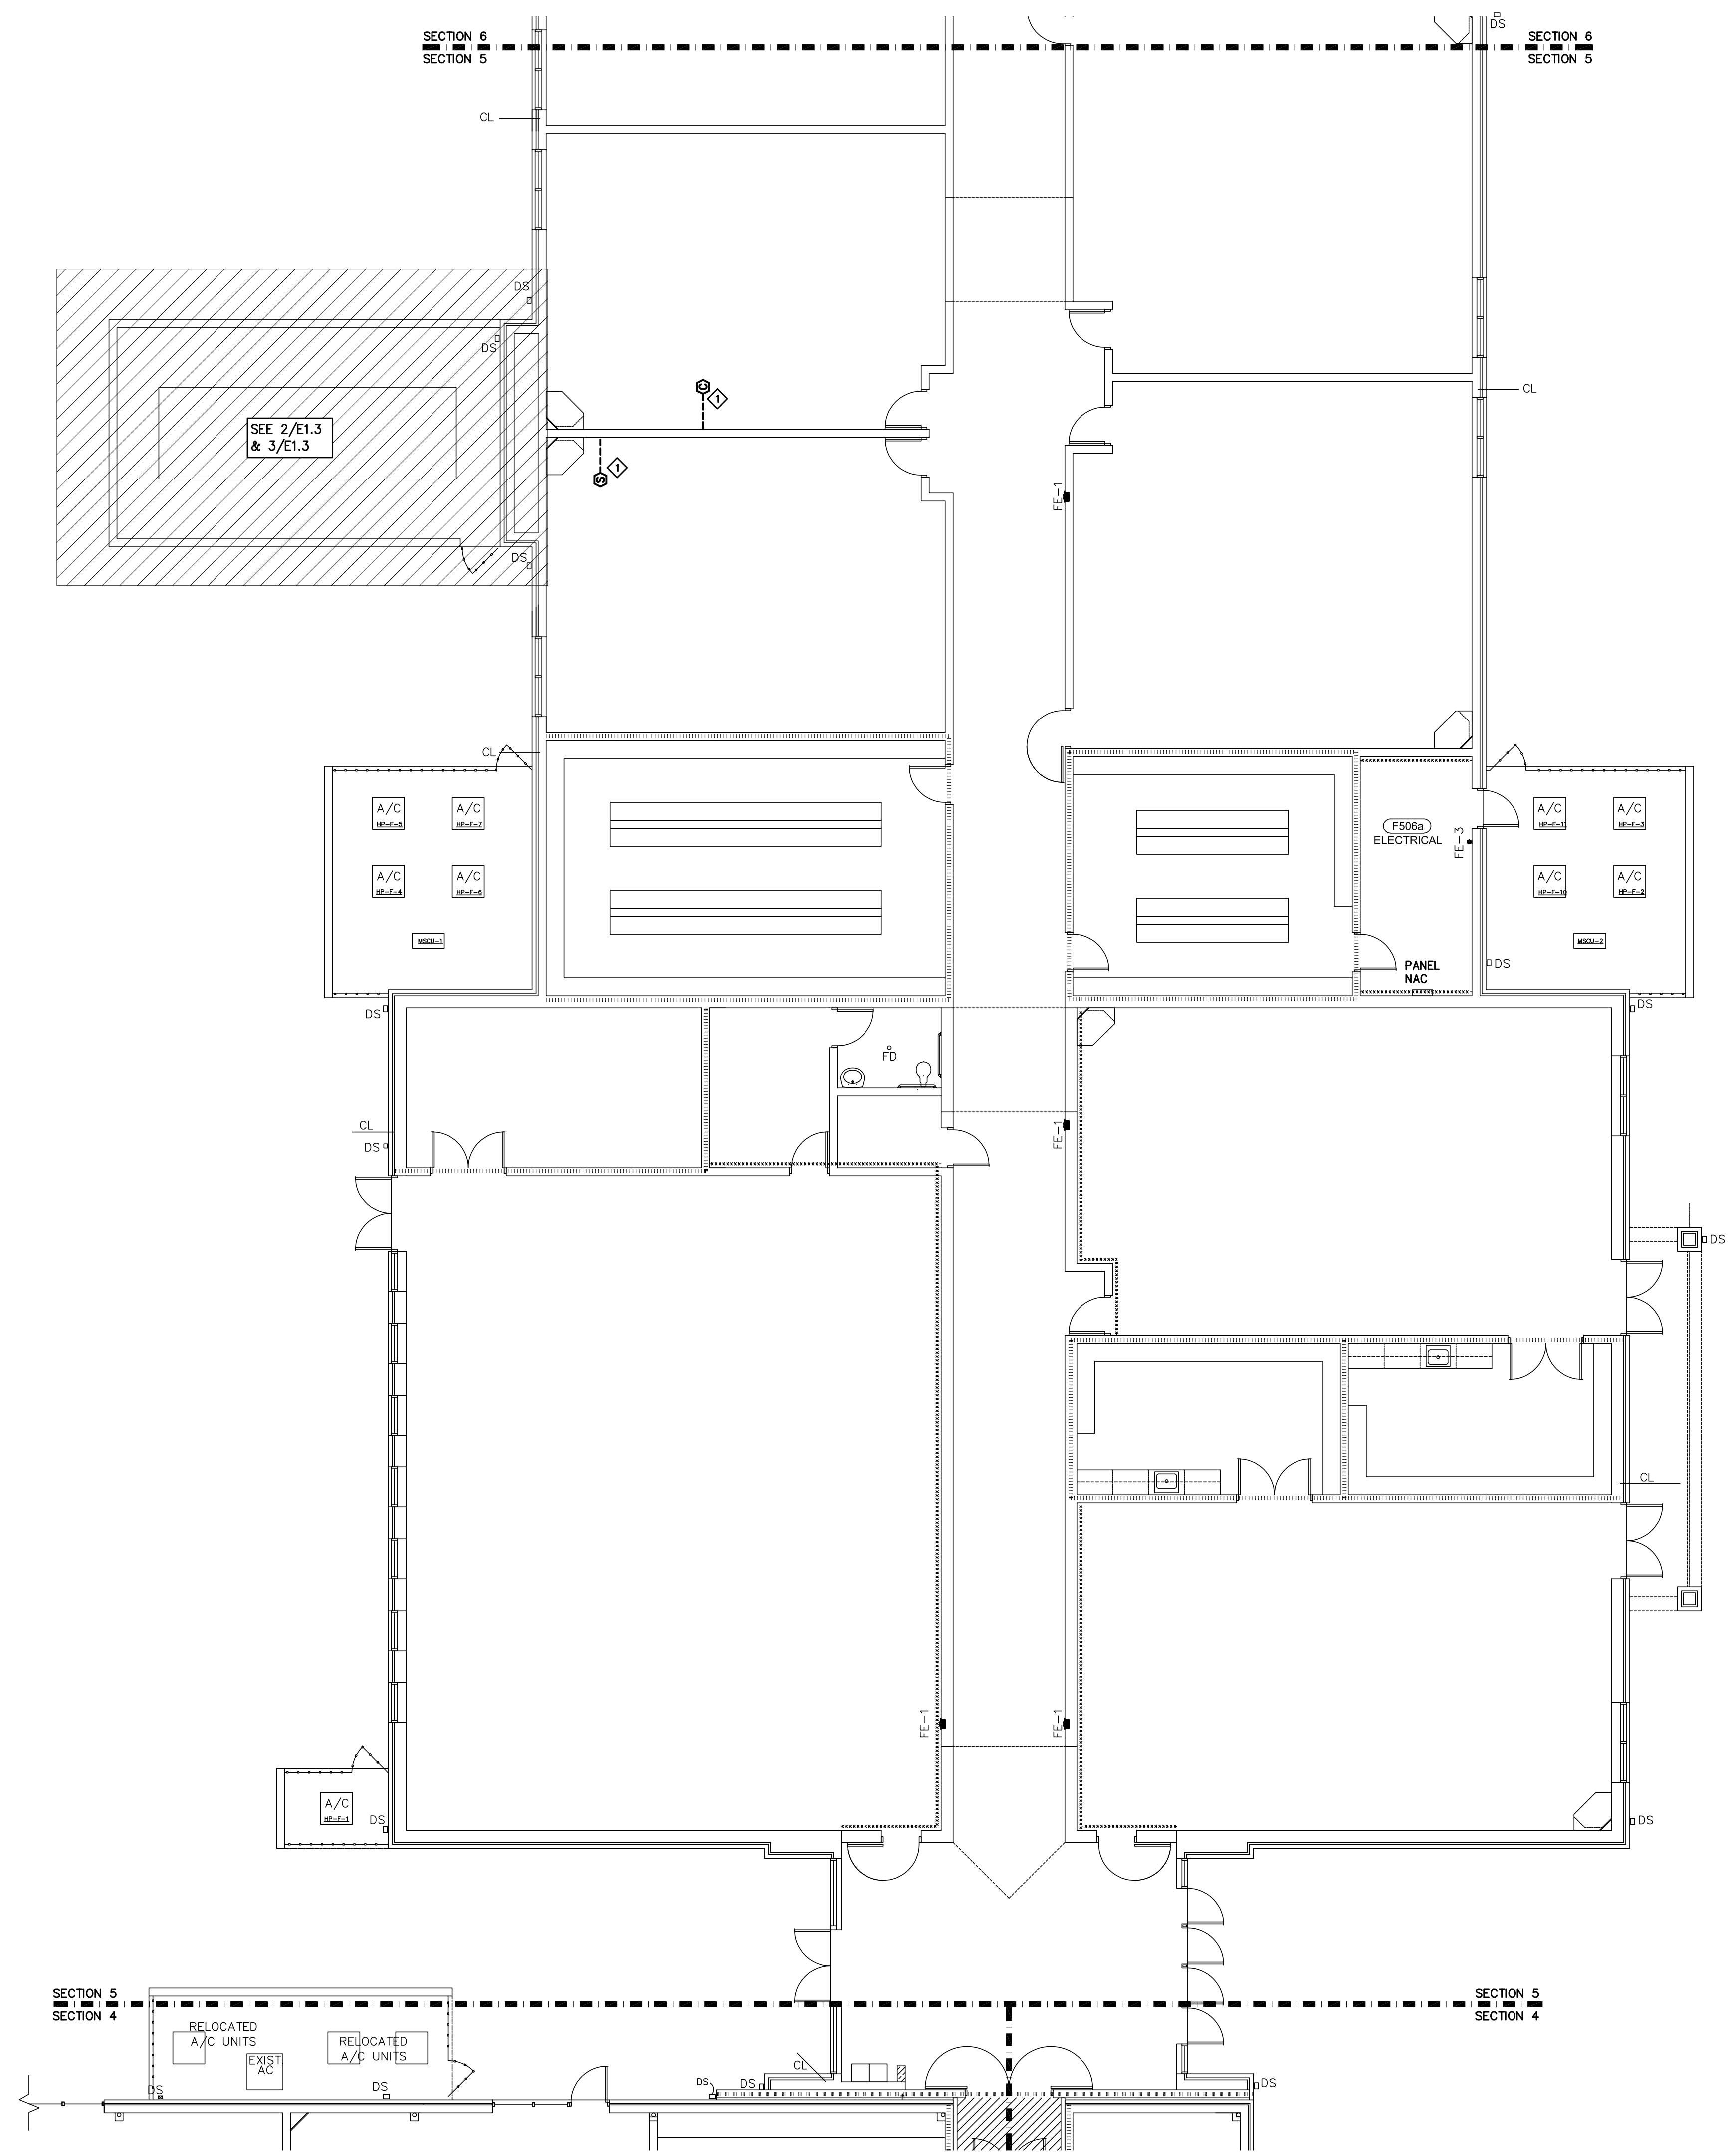 DS
SECTION 6
SECTION 5
SECTION 6
SECTION 5
CL
DS
DS
CL
C
1
SEE 2/E1.3
& 3/E1.3
S
1
FE-1
DS
CL
A/C
HP-F-5
A/C
HP-F-7
A/C
HP-F-4
A/C
HP-F-6
MSCU-1
F506a
ELECTRICAL
FE-3
A/C
HP-F-11
A/C
HP-F-3
A/C
HP-F-10
A/C
HP-F-2
MSCU-2
PANEL
NAC
DS
DS
DS
FD
CL
DS
FE-1
DS
CL
FE-1
FE-1
A/C
HP-F-1
DS
DS
SECTION 5
SECTION 4
SECTION 5
SECTION 4
RELOCATED
A/C UNITS
EXIST.
AC
RELOCATED
A/C UNITS
CL
DS
DS
DS
DS
DS